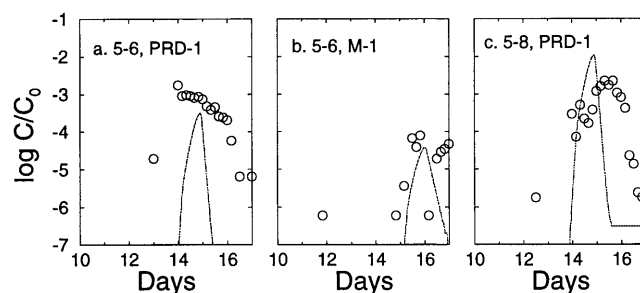 -1
-2
-3
-4
-5
-6
-7
log C/C0
a. 5-6, PRD-1
b. 5-6, M-1
c. 5-8, PRD-1
10 12 14 16
10 12 14 16
10 12 14 16
Days
Days
Days